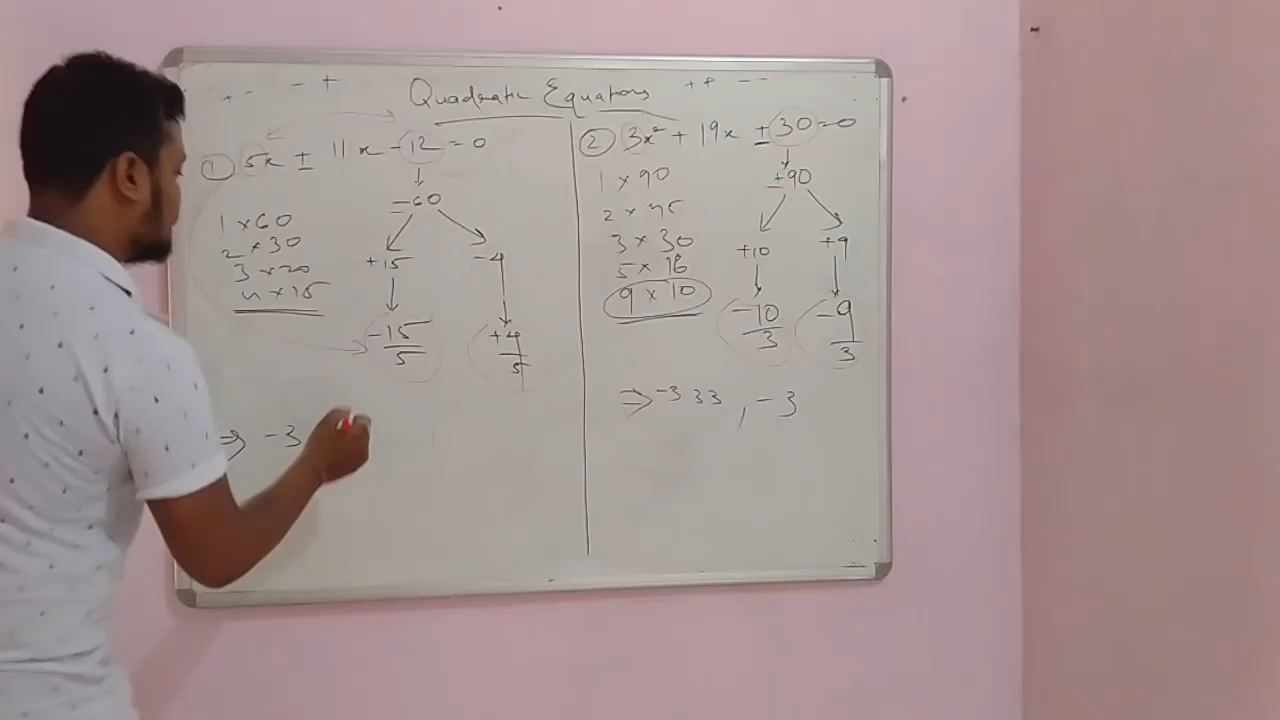 + - - + Quadratic Equations + + - -
① 5x ± 11x - 12 = 0
- 60
1 × 60
2 × 30
3 × 20
4 × 15
+15 -4
-15/5 +4/5
⇒ -3
② 3x² + 19x ± 30 = 0
±90
1 × 90
2 × 45
3 × 30
5 × 18
9 × 10
+10 +9
-10/3 -9/3
⇒ -3 33 , -3